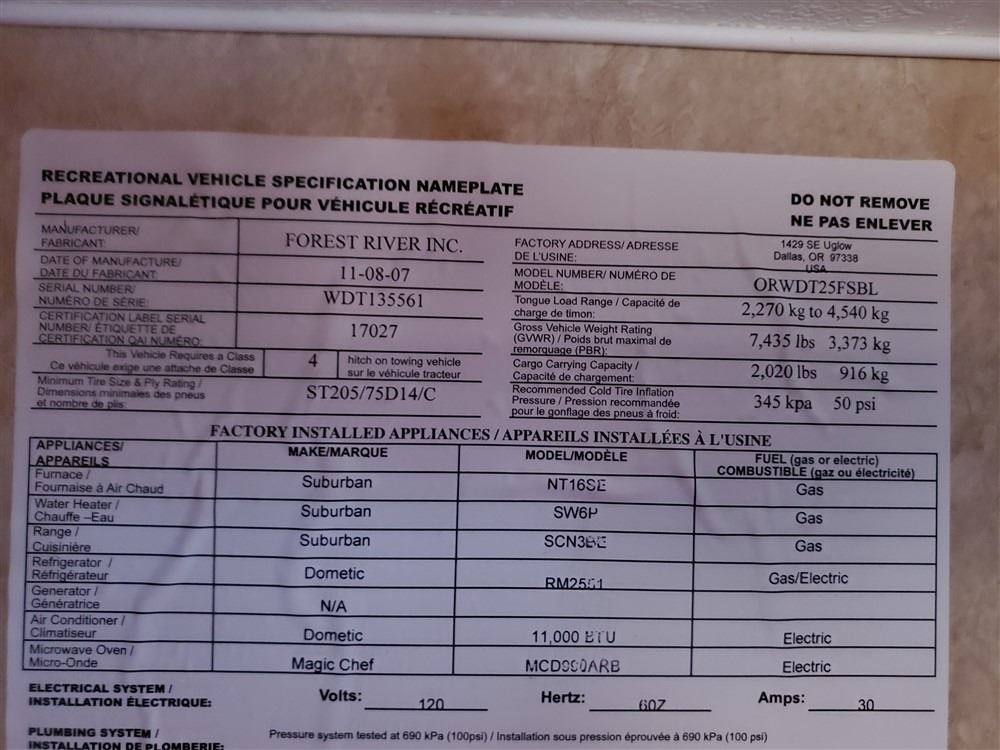 RECREATIONAL VEHICLE SPECIFICATION NAMEPLATE
PLAQUE SIGNALÉTIQUE POUR VÉHICULE RÉCRÉATIF
DO NOT REMOVE
NE PAS ENLEVER
MANUFACTURER/
FABRICANT:
FOREST RIVER INC.
FACTORY ADDRESS/ ADRESSE
DE L'USINE:
1429 SE Uglow
Dallas, OR 97338
USA
DATE OF MANUFACTURE/
DATE DU FABRICANT:
11-08-07
MODEL NUMBER/ NUMÉRO DE
MODÈLE:
ORWDT25FSBL
SERIAL NUMBER/
NUMÉRO DE SÉRIE:
WDT135561
Tongue Load Range / Capacité de
charge de timon:
2,270 kg to 4,540 kg
CERTIFICATION LABEL SERIAL
NUMBER/ ÉTIQUETTE DE
CERTIFICATION QAI NUMÉRO:
17027
Gross Vehicle Weight Rating
(GVWR) / Poids brut maximal de
remorquage (PBR):
7,435 lbs 3,373 kg
This Vehicle Requires a Class
Ce véhicule exige une attache de Classe
4
hitch on towing vehicle
sur le véhicule tracteur
Cargo Carrying Capacity /
Capacité de chargement:
2,020 lbs 916 kg
Minimum Tire Size & Ply Rating /
Dimensions minimales des pneus
et nombre de plis:
ST205/75D14/C
Recommended Cold Tire Inflation
Pressure / Pression recommandée
pour le gonflage des pneus à froid:
345 kpa 50 psi
FACTORY INSTALLED APPLIANCES / APPAREILS INSTALLÉES À L'USINE
APPLIANCES/
APPAREILS
MAKE/MARQUE
MODEL/MODÈLE
FUEL (gas or electric)
COMBUSTIBLE (gaz ou électricité)
Furnace /
Fournaise à Air Chaud
Suburban
NT16SE
Gas
Water Heater /
Chauffe –Eau
Suburban
SW6P
Gas
Range /
Cuisinière
Suburban
Gas
Refrigerator /
Réfrigérateur
Dometic
Gas/Electric
Generator /
Génératrice
N/A
Air Conditioner /
Climatiseur
Dometic
11,000 BTU
Electric
Microwave Oven /
Micro-Onde
Magic Chef
Electric
ELECTRICAL SYSTEM /
INSTALLATION ÉLECTRIQUE:
Volts: 120
Hertz: 60Z
Amps: 30
PLUMBING SYSTEM /
INSTALLATION DE PLOMBERIE:
Pressure system tested at 690 kPa (100psi) / Installation sous pression éprouvée à 690 kPa (100 psi)